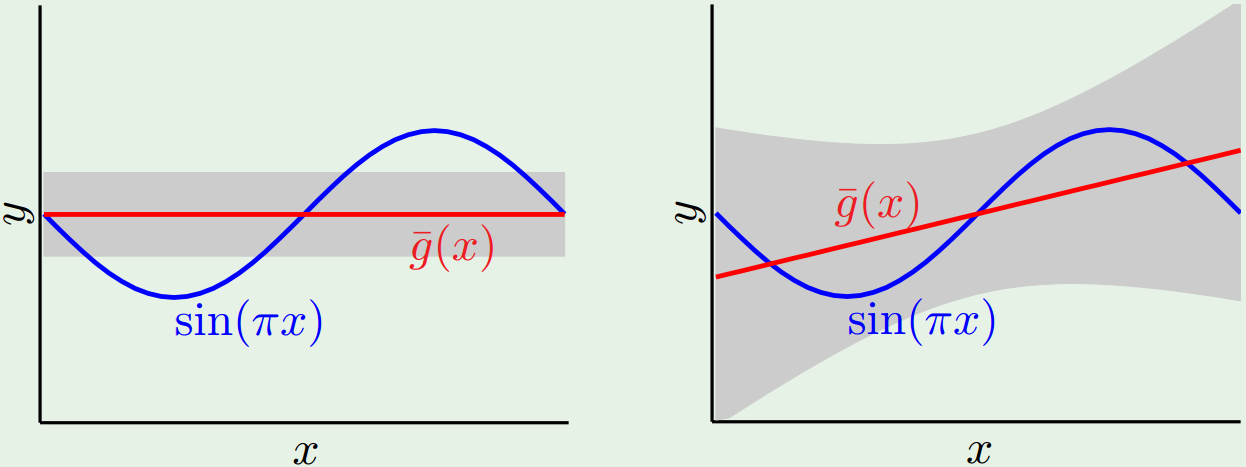 y
ḡ(x)
sin(πx)
x
y
ḡ(x)
sin(πx)
x